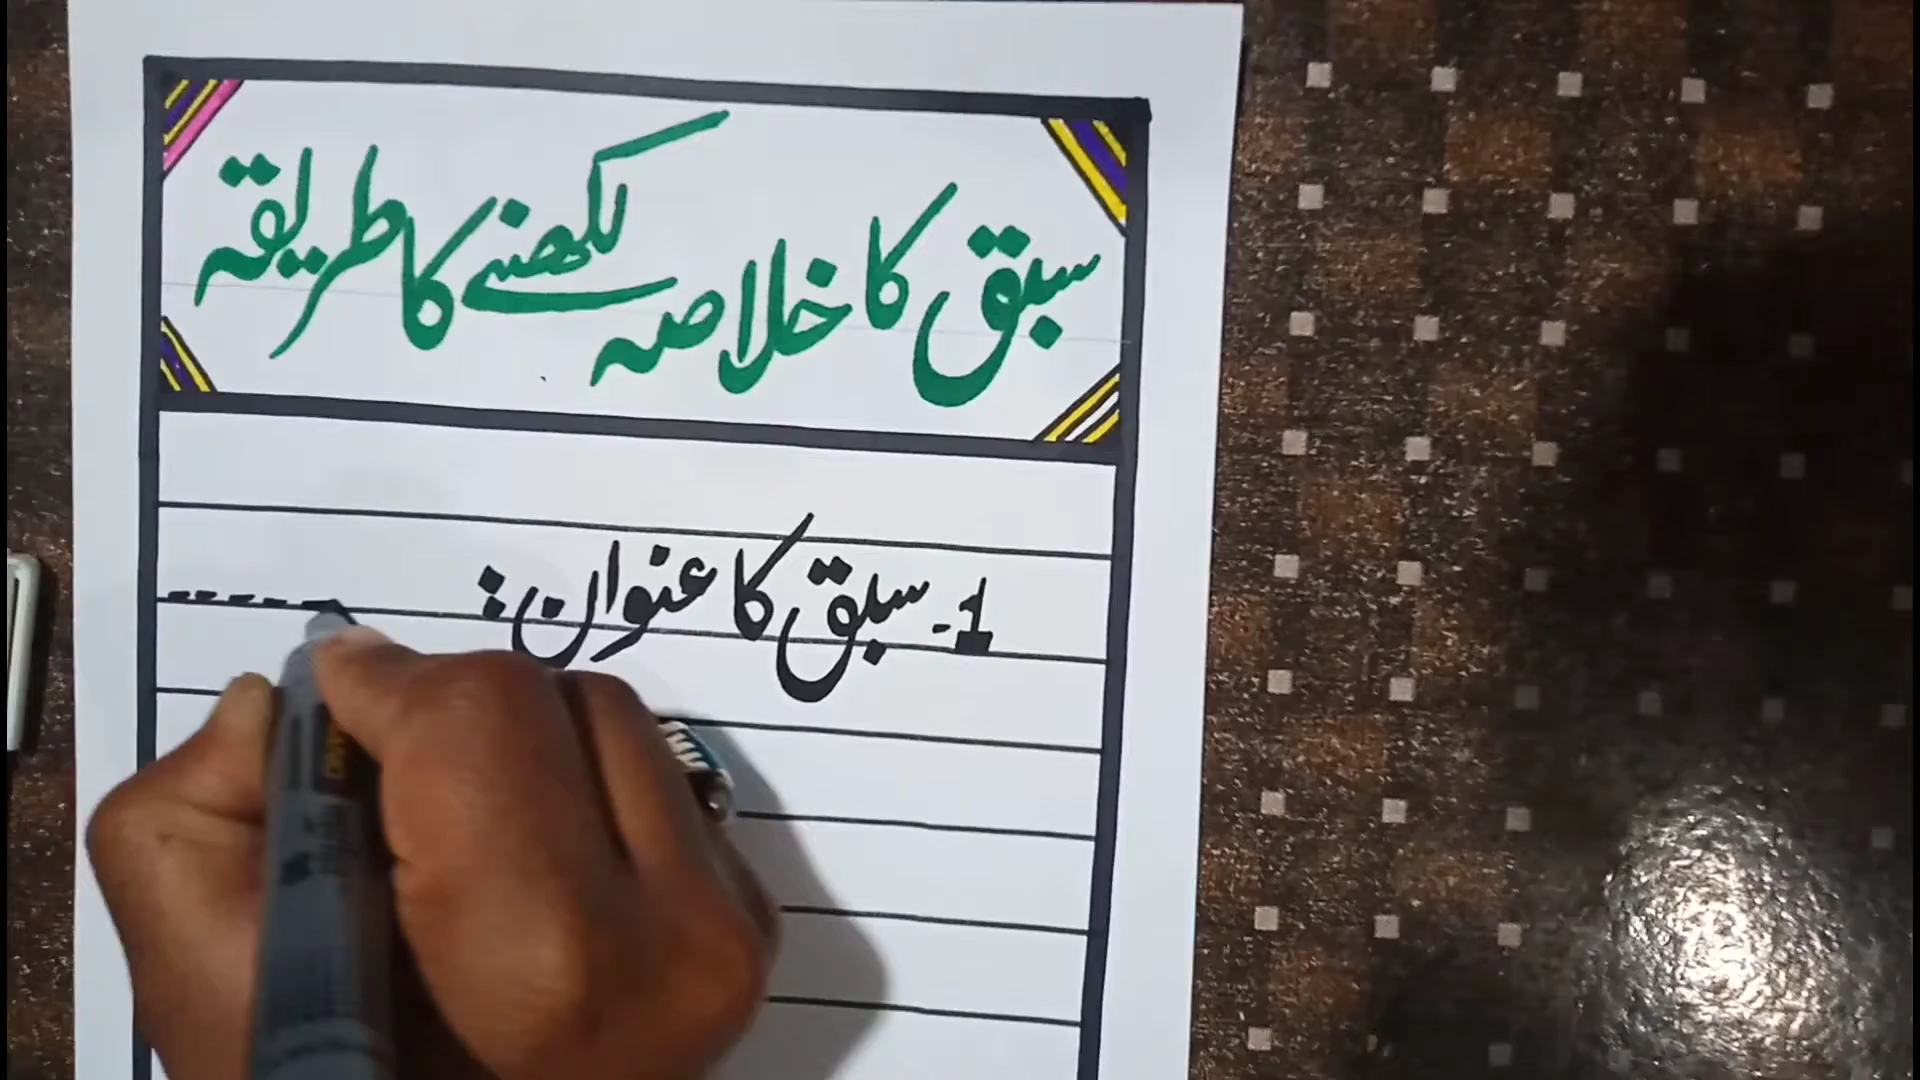 سبق کا خلاصہ لکھنے کا طریقہ
1۔ سبق کا عنوان: -----